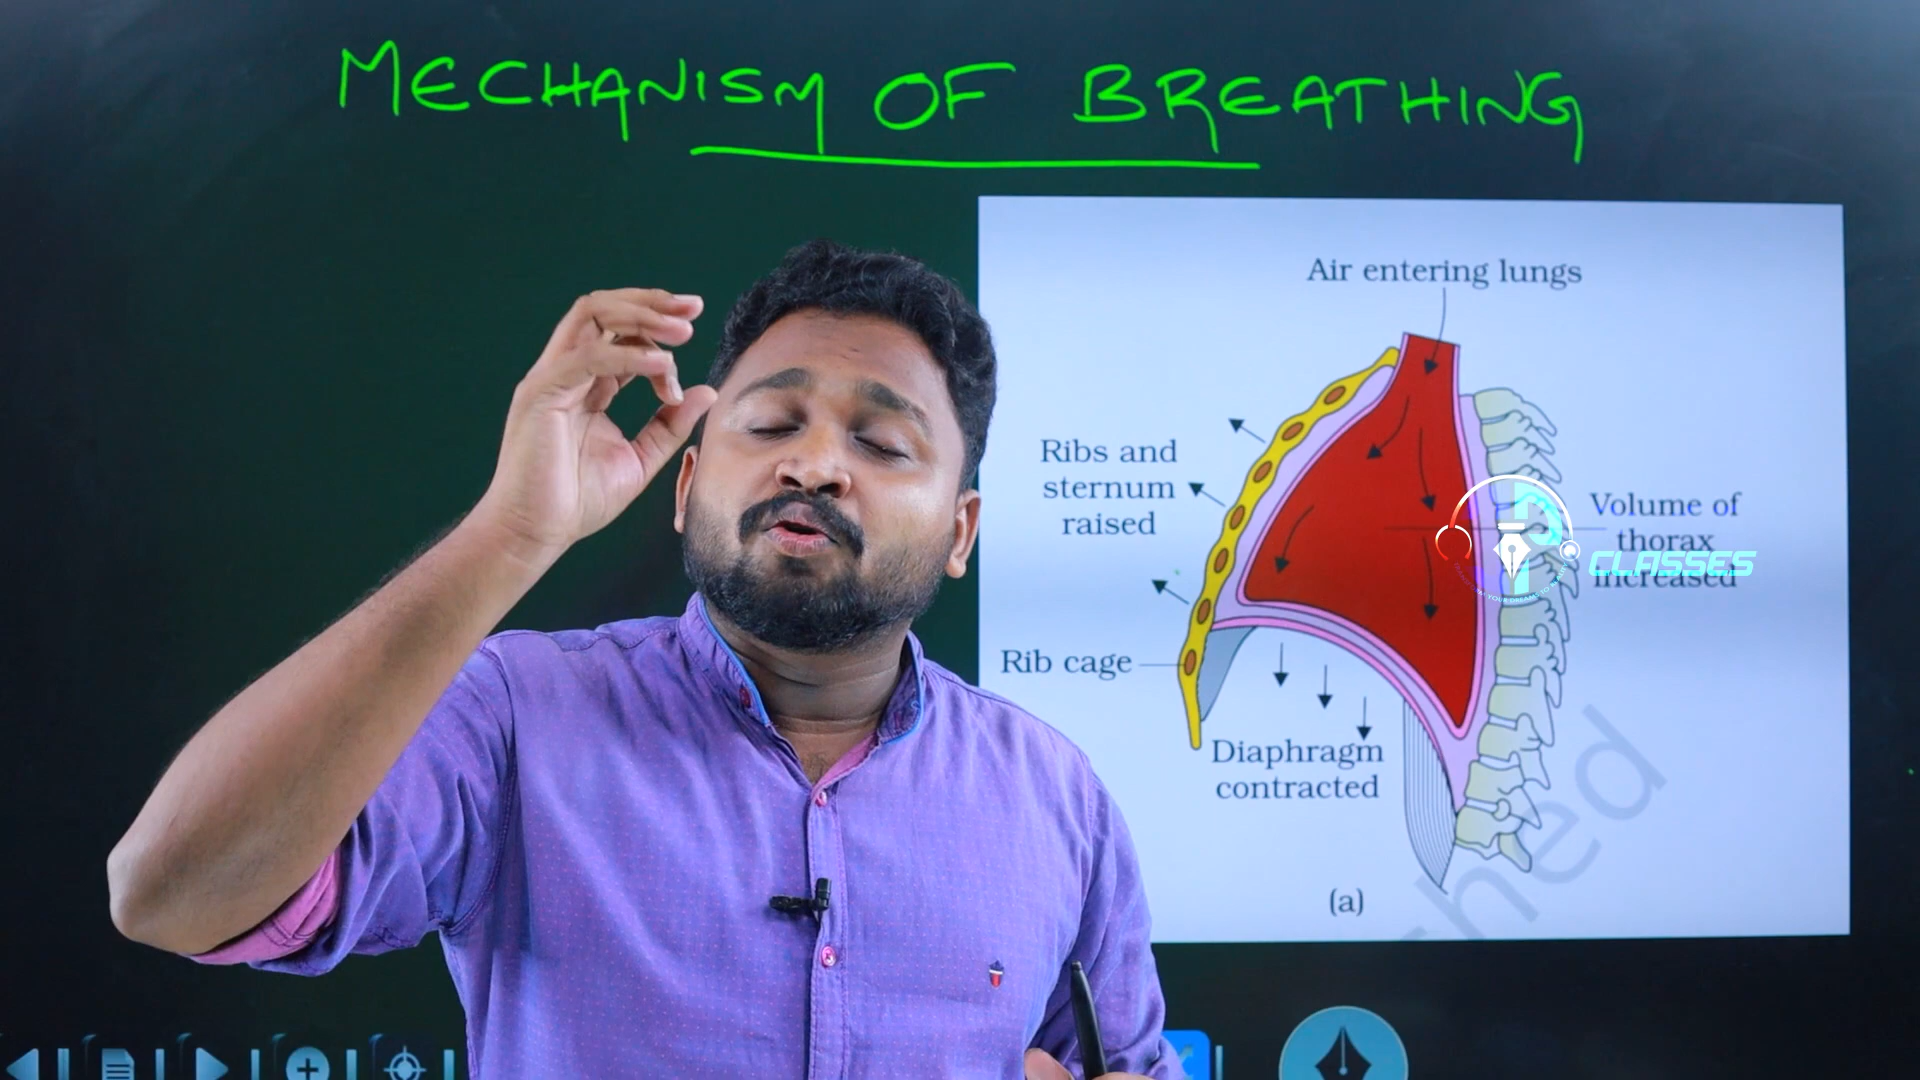 MECHANISM OF BREATHING
Air entering lungs
Ribs and
sternum
raised
Volume of
thorax
increased
CLASSES
Rib cage
Diaphragm
contracted
(a)
hed